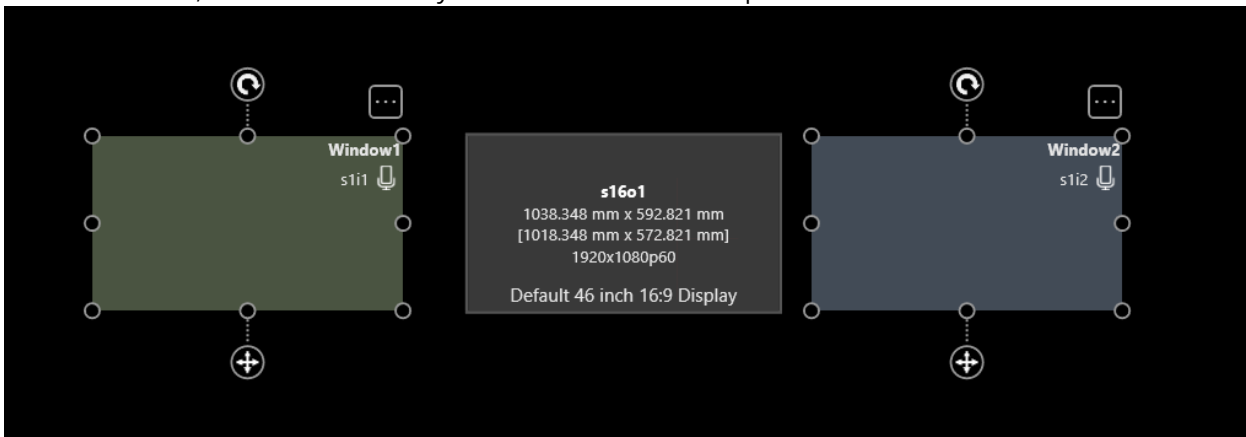 Window1
s1i1
s16o1
1038.348 mm x 592.821 mm
[1018.348 mm x 572.821 mm]
1920x1080p60
Default 46 inch 16:9 Display
Window2
s1i2